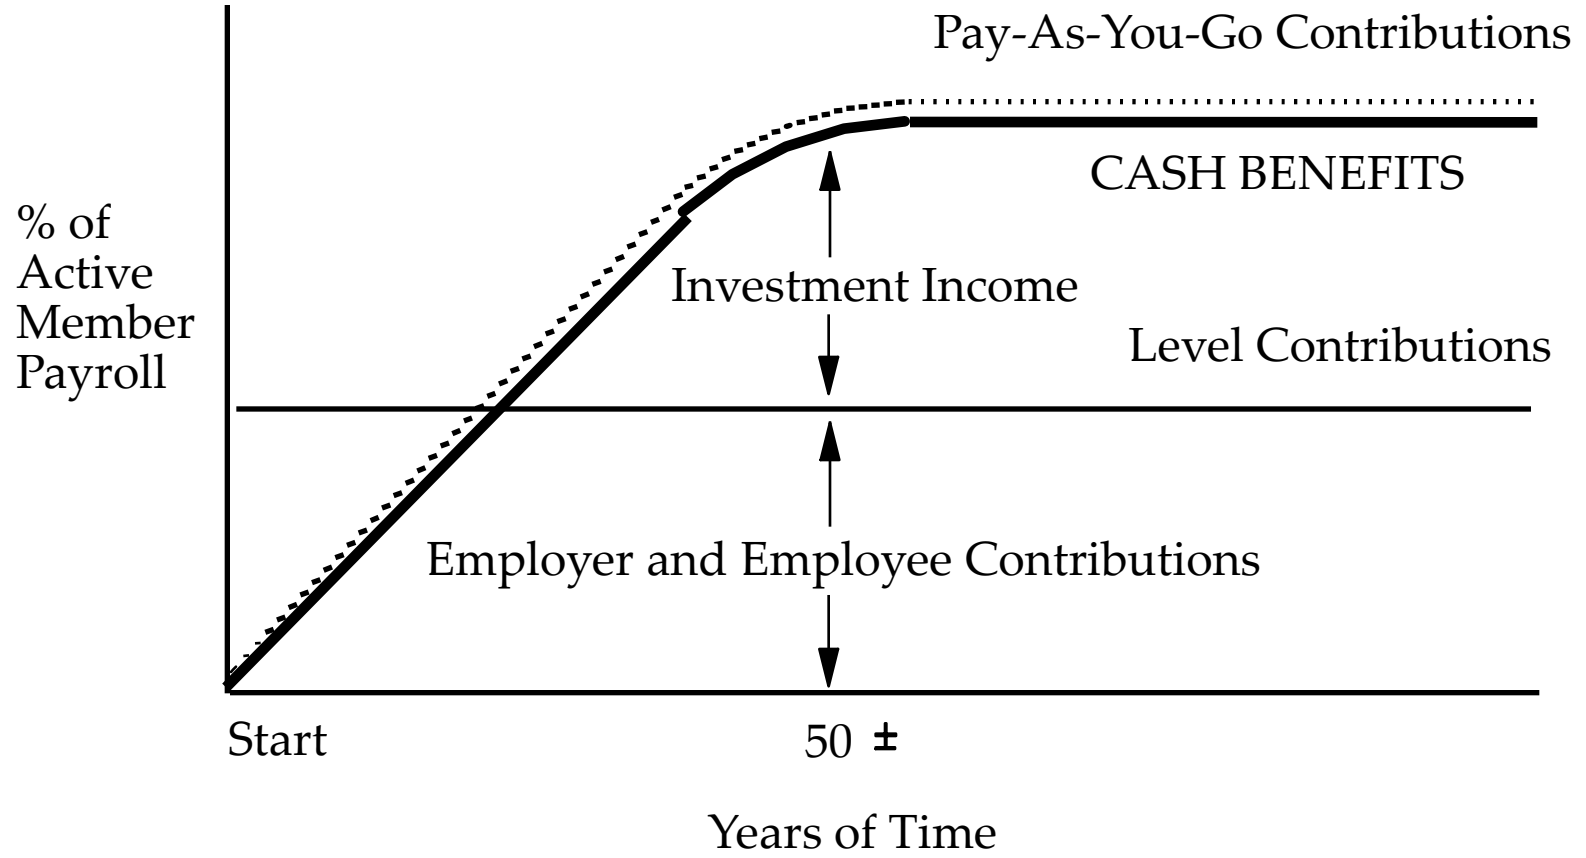 Pay-As-You-Go Contributions
CASH BENEFITS
% of
Active
Member
Payroll
Investment Income
Level Contributions
Employer and Employee Contributions
Start
50 ±
Years of Time